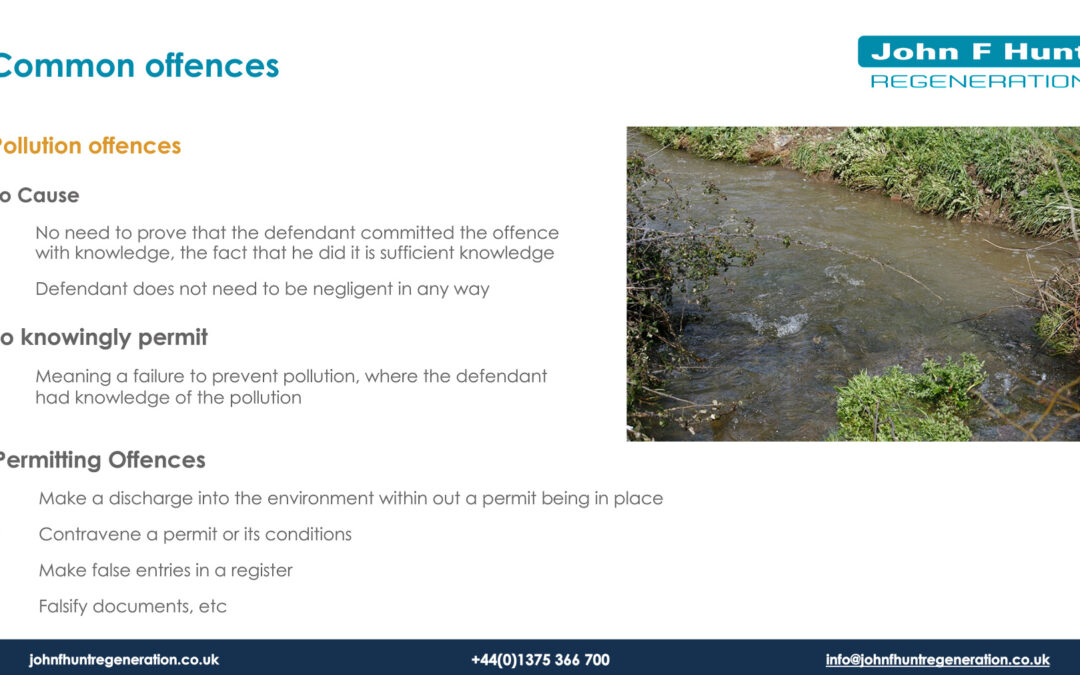 Common offences
John F Hunt
REGENERATION
Pollution offences
o Cause
No need to prove that the defendant committed the offence
with knowledge, the fact that he did it is sufficient knowledge
Defendant does not need to be negligent in any way
o knowingly permit
Meaning a failure to prevent pollution, where the defendant
had knowledge of the pollution
Permitting Offences
Make a discharge into the environment within out a permit being in place
Contravene a permit or its conditions
Make false entries in a register
Falsify documents, etc
johnfhuntregeneration.co.uk
+44(0)1375 366 700
info@johnfhuntregeneration.co.uk